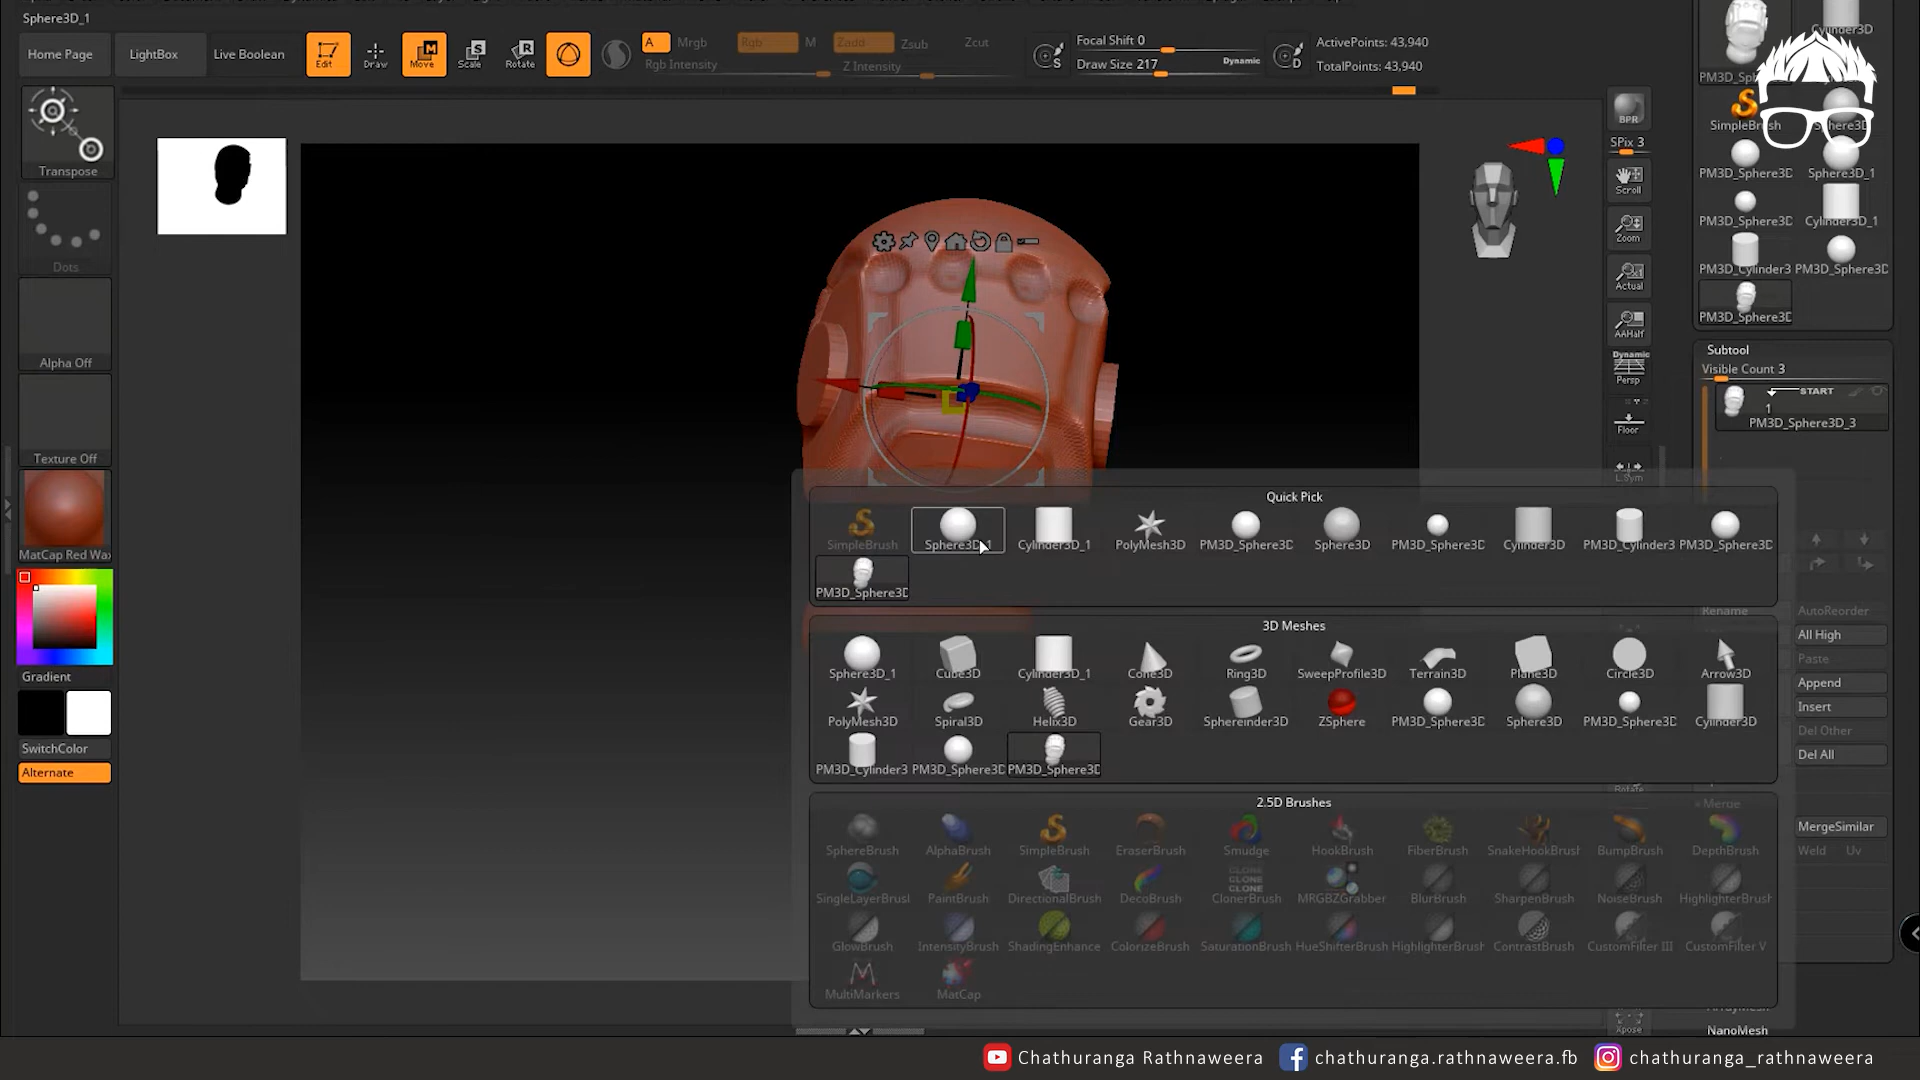 Sphere3D_1
Home Page
LightBox
Live Boolean
Edit
Draw
Move
Scale
Rotate
A
Mrgb
Rgb
M
Zadd
Zsub
Zcut
Rgb Intensity
Z Intensity
Focal Shift 0
Draw Size 217
Dynamic
ActivePoints: 43,940
TotalPoints: 43,940
Transpose
Dots
Alpha Off
Texture Off
MatCap Red Wax
Gradient
SwitchColor
Alternate
BPR
SPix 3
Scroll
Zoom
Actual
AAHalf
Dynamic
Persp
Floor
L.Sym
Xpose
SimpleBrush
PM3D_Sphere3D
Sphere3D_1
PM3D_Sphere3D
Cylinder3D_1
PM3D_Cylinder3
PM3D_Sphere3D
PM3D_Sphere3D
Subtool
Visible Count 3
START
1
PM3D_Sphere3D_3
Rename
AutoReorder
All High
Paste
Append
Insert
Del Other
Del All
Merge
MergeSimilar
Weld
Uv
NanoMesh
Quick Pick
SimpleBrush
Sphere3D_1
Cylinder3D_1
PolyMesh3D
PM3D_Sphere3D
Sphere3D
PM3D_Sphere3D
Cylinder3D
PM3D_Cylinder3
PM3D_Sphere3D
PM3D_Sphere3D
3D Meshes
Sphere3D_1
Cube3D
Cylinder3D_1
Cone3D
Ring3D
SweepProfile3D
Terrain3D
Plane3D
Circle3D
Arrow3D
PolyMesh3D
Spiral3D
Helix3D
Gear3D
Sphereinder3D
ZSphere
PM3D_Sphere3D
Sphere3D
PM3D_Sphere3D
Cylinder3D
PM3D_Cylinder3
PM3D_Sphere3D
PM3D_Sphere3D
2.5D Brushes
SphereBrush
AlphaBrush
SimpleBrush
EraserBrush
Smudge
HookBrush
FiberBrush
SnakeHookBrush
BumpBrush
DepthBrush
SingleLayerBrush
PaintBrush
DirectionalBrush
DecoBrush
ClonerBrush
MRGBZGrabber
BlurBrush
SharpenBrush
NoiseBrush
HighlighterBrush
GlowBrush
IntensityBrush
ShadingEnhance
ColorizeBrush
SaturationBrush
HueShifterBrush
HighlighterBrush
ContrastBrush
CustomFilter III
CustomFilter V
MultiMarkers
MatCap
Chathuranga Rathnaweera
chathuranga.rathnaweera.fb
chathuranga_rathnaweera